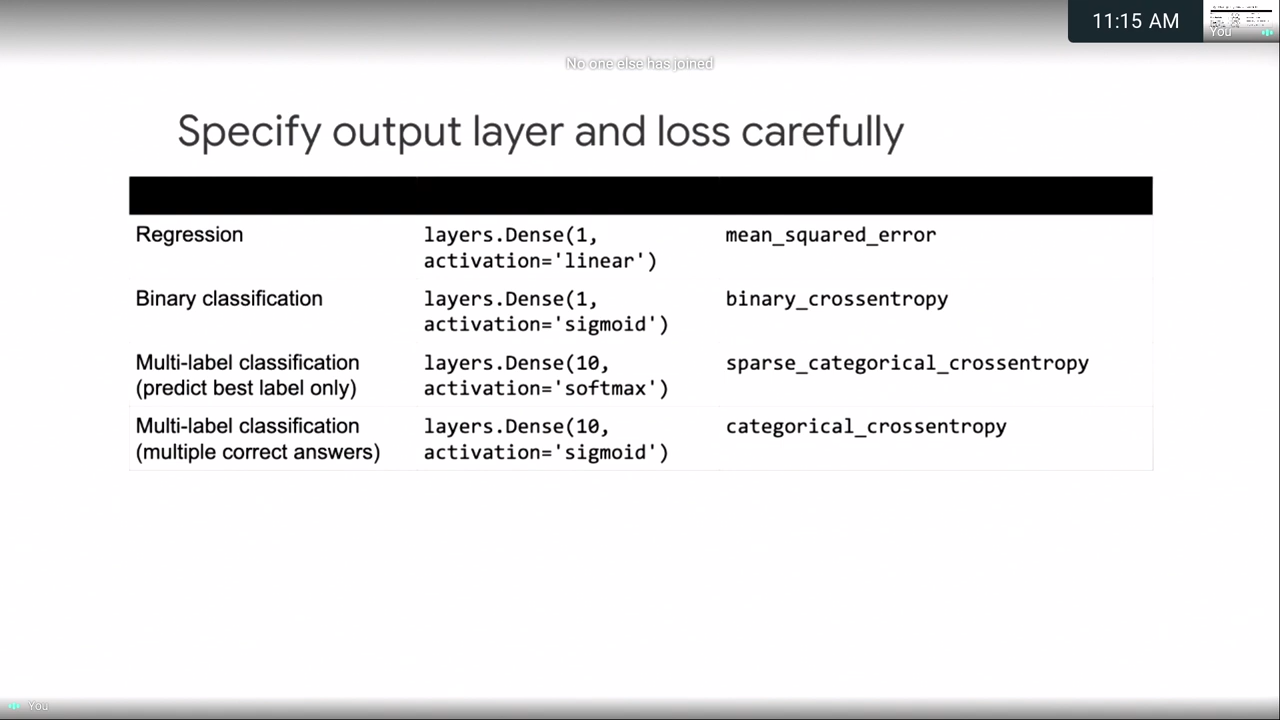 11:15 AM
You
No one else has joined
Specify output layer and loss carefully
Regression
layers.Dense(1,
activation='linear')
mean_squared_error
Binary classification
layers.Dense(1,
activation='sigmoid')
binary_crossentropy
Multi-label classification
(predict best label only)
layers.Dense(10,
activation='softmax')
sparse_categorical_crossentropy
Multi-label classification
(multiple correct answers)
layers.Dense(10,
activation='sigmoid')
categorical_crossentropy
You